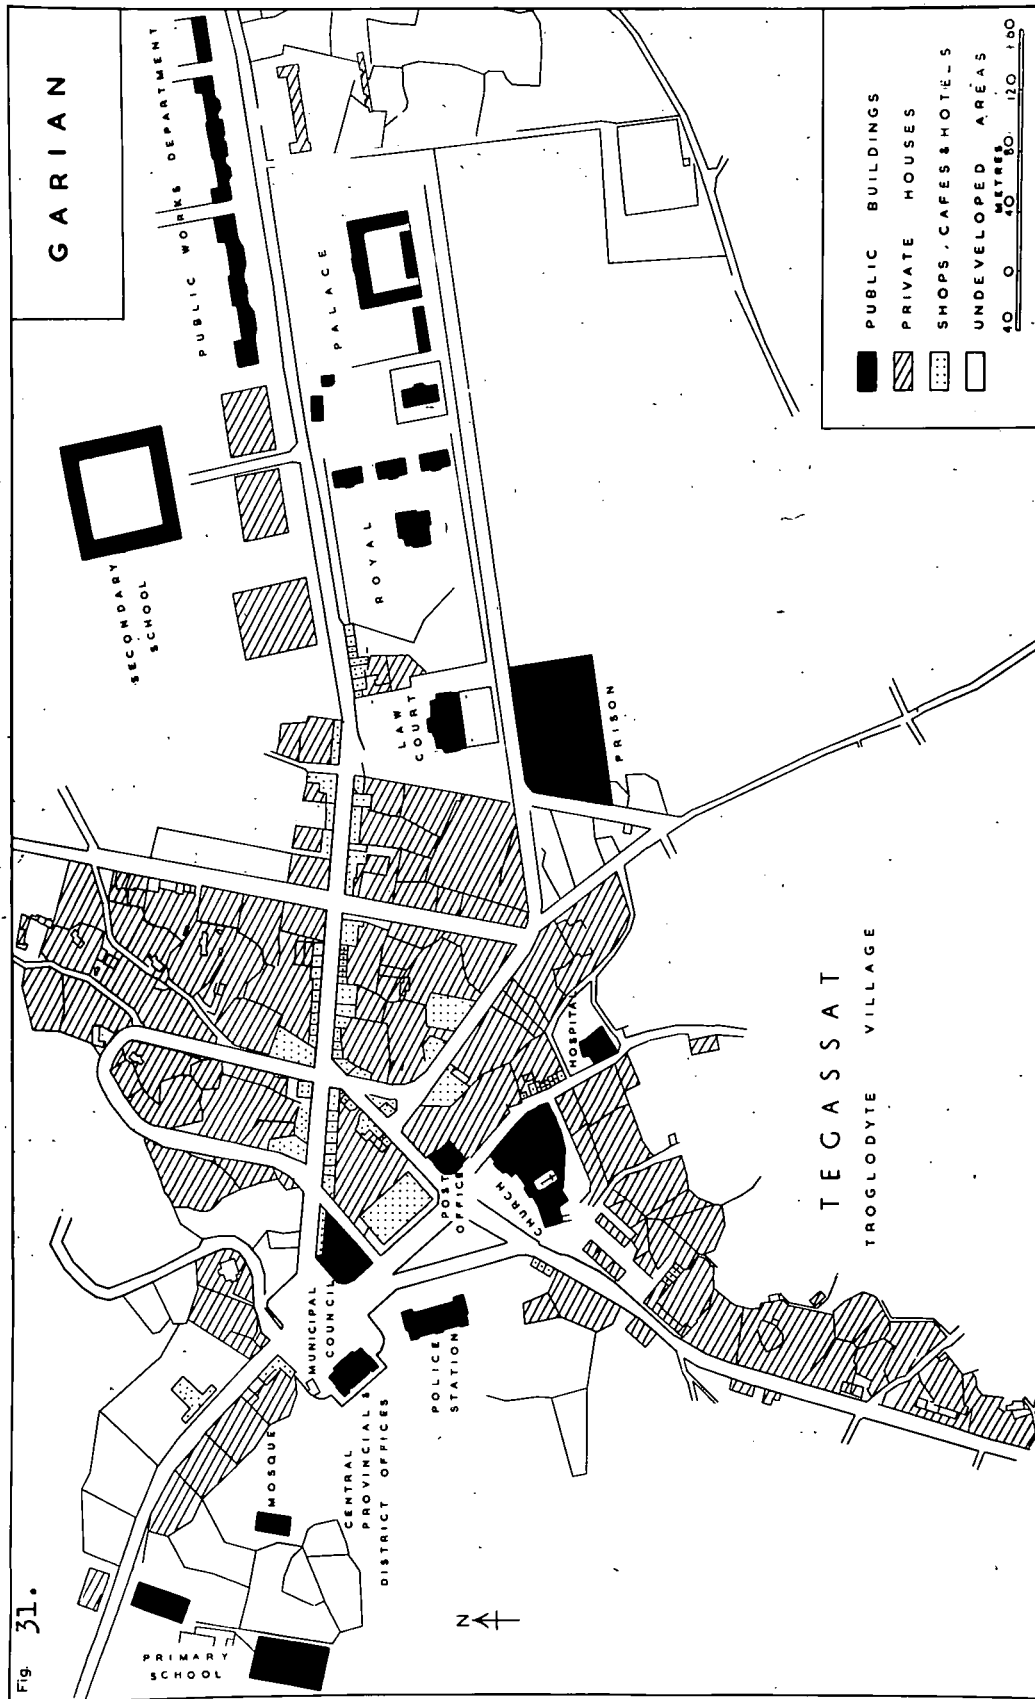 Fig. 31.
GARIAN
PUBLIC WORKS DEPARTMENT
SECONDARY
SCHOOL
ROYAL PALACE
LAW
COURT
PRISON
HOSPITAL
CHURCH
POST
OFFICE
MUNICIPAL
COUNCIL
POLICE
STATION
CENTRAL
PROVINCIAL &
DISTRICT OFFICES
MOSQUE
PRIMARY
SCHOOL
N
TEGASSAT
TROGLODYTE VILLAGE
PUBLIC BUILDINGS
PRIVATE HOUSES
SHOPS, CAFES & HOTELS
UNDEVELOPED AREAS
METRES
40 0 40 80 120 160